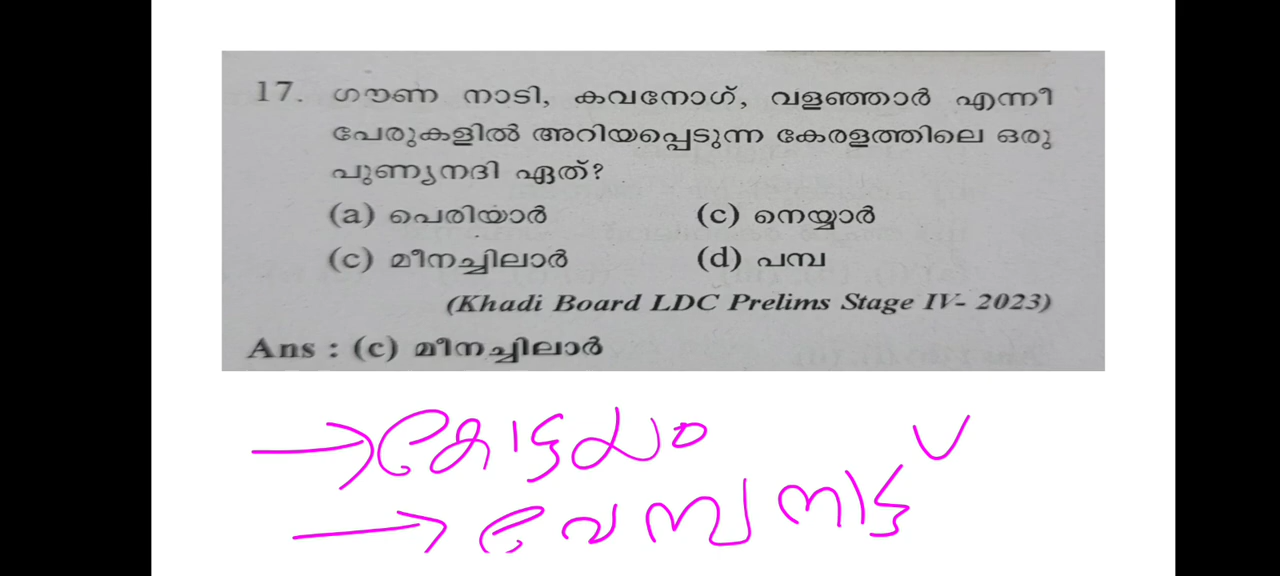 17. ഗൗണ നാടി, കവനോഗ്, വളഞ്ഞാർ എന്നീ
പേരുകളിൽ അറിയപ്പെടുന്ന കേരളത്തിലെ ഒരു
പുണ്യനദി ഏത്?
(a) പെരിയാർ (c) നെയ്യാർ
(c) മീനച്ചിലാർ (d) പമ്പ
(Khadi Board LDC Prelims Stage IV- 2023)
Ans : (c) മീനച്ചിലാർ
→ കോട്ടയം
→ വേമ്പനാട്ട്